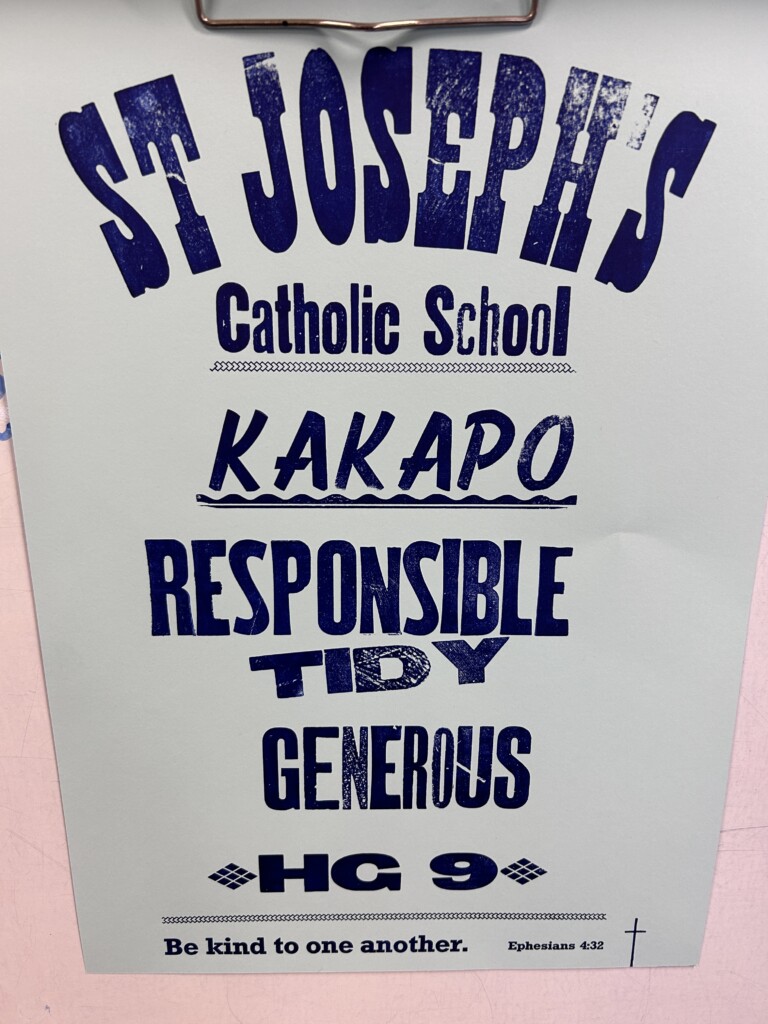 ST JOSEPH'S
Catholic School
KAKAPO
RESPONSIBLE
TIDY
GENEROUS
HG 9
Be kind to one another. Ephesians 4:32